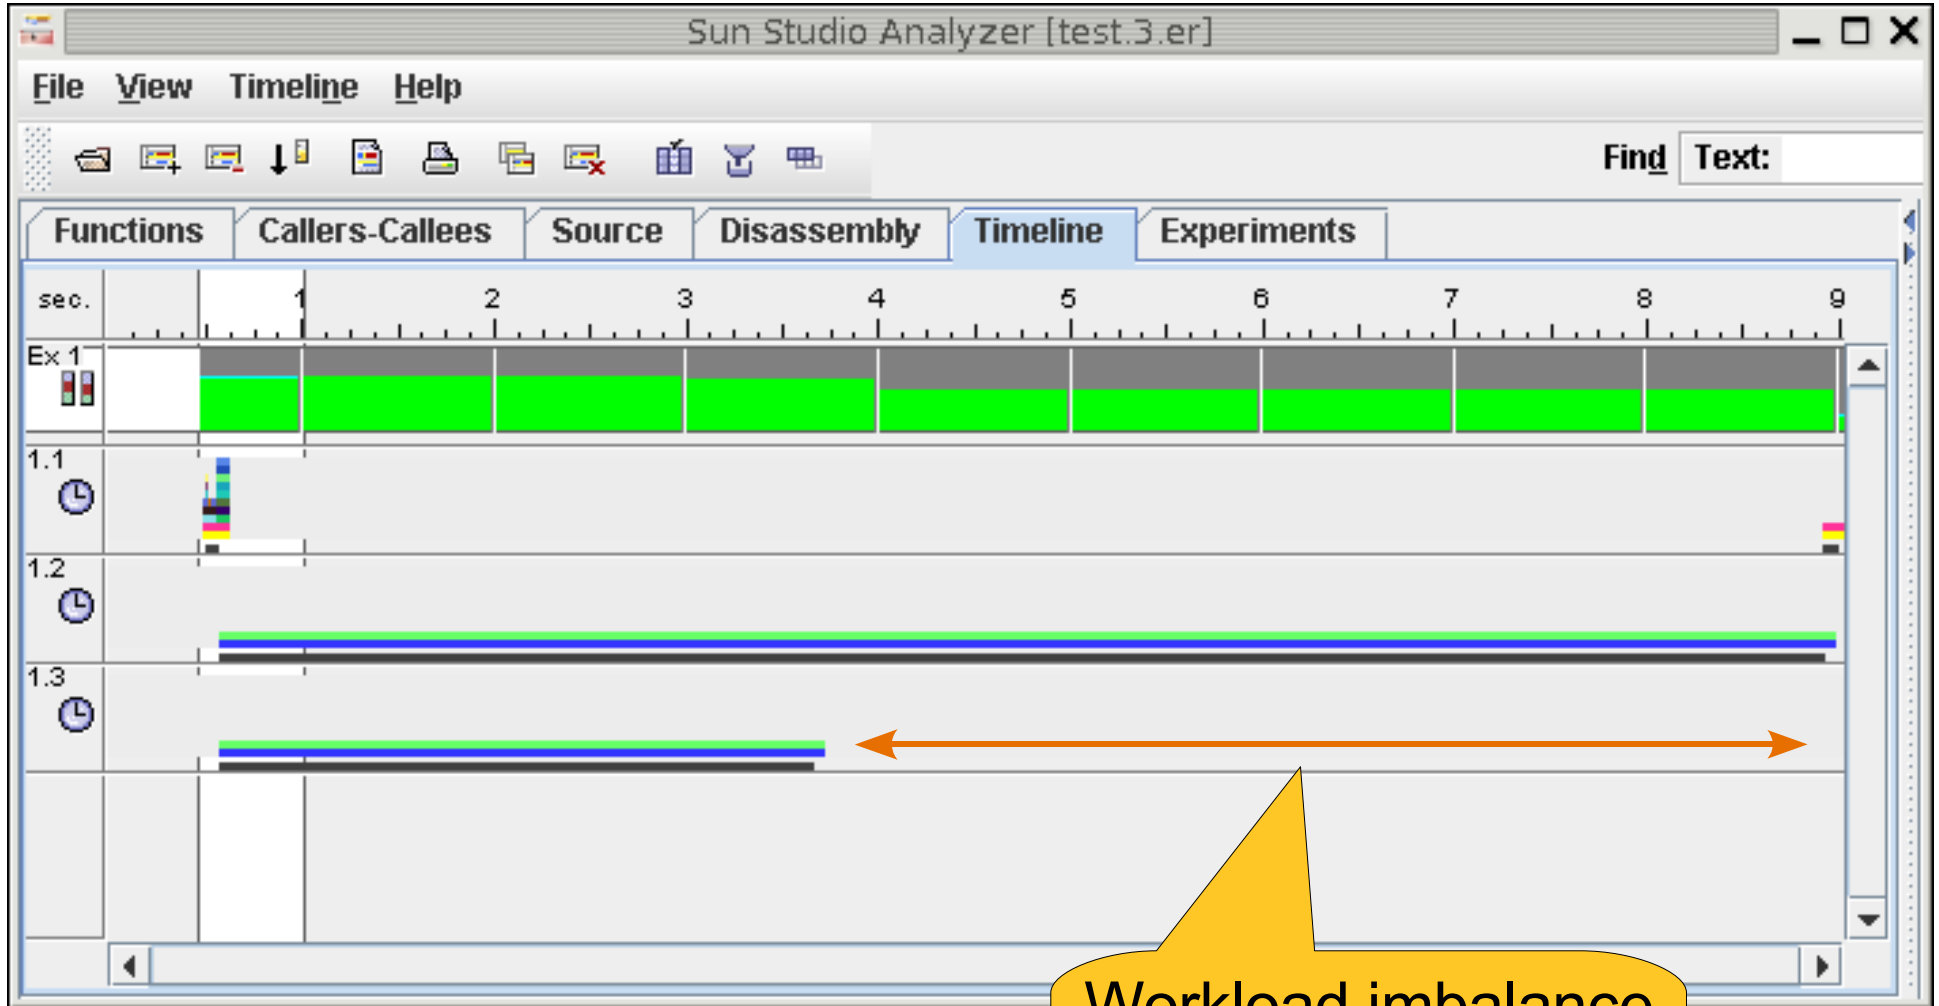 Sun Studio Analyzer [test.3.er]
File View Timeline Help
Find Text:
Functions Callers-Callees Source Disassembly Timeline Experiments
sec. 1 2 3 4 5 6 7 8 9
Ex 1
1.1
1.2
1.3
Workload imbalance